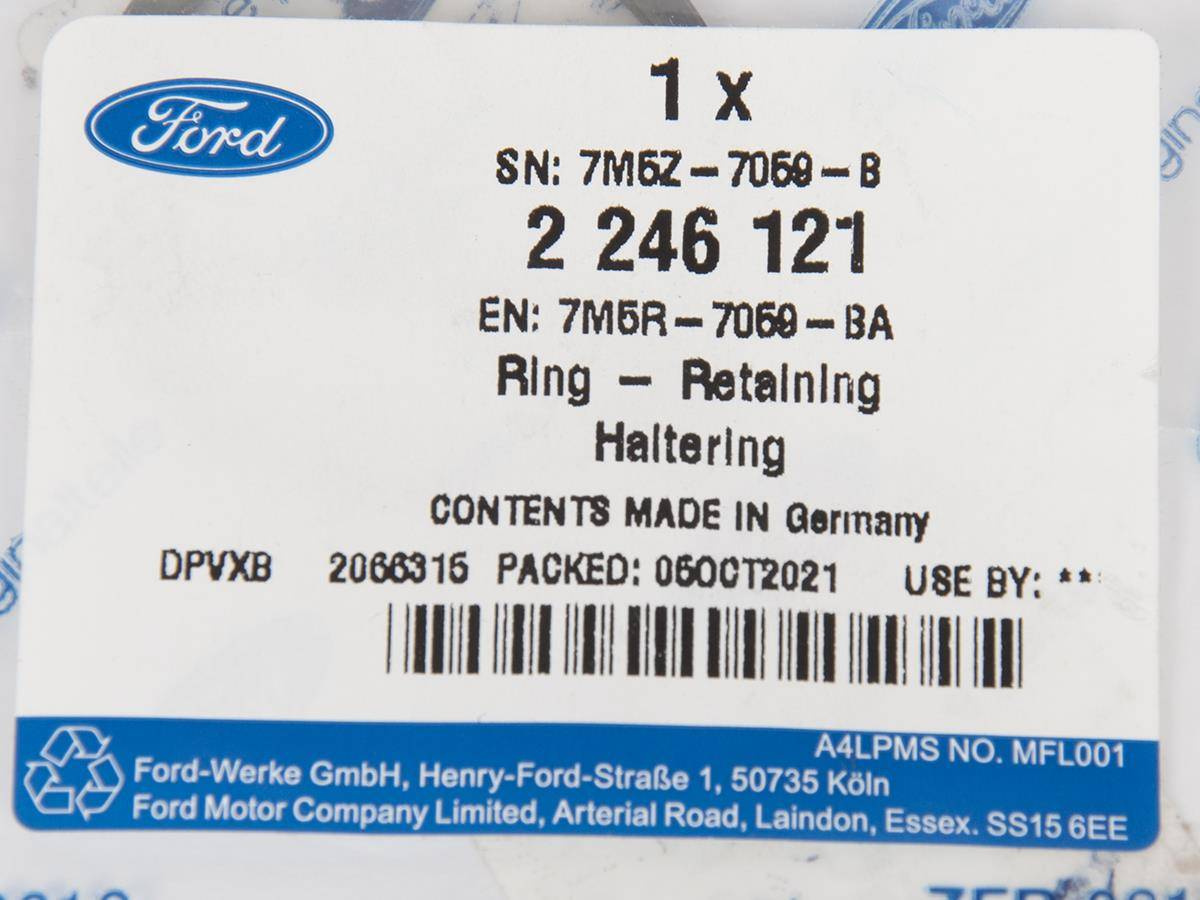 Ford
1 x
SN: 7M5Z-7059-B
2 246 121
EN: 7M5R-7059-BA
Ring - Retaining
Haltering
CONTENTS MADE IN Germany
DPVXB 2066315 PACKED: 05OCT2021 USE BY: **
A4LPMS NO. MFL001
Ford-Werke GmbH, Henry-Ford-Straße 1, 50735 Köln
Ford Motor Company Limited, Arterial Road, Laindon, Essex. SS15 6EE